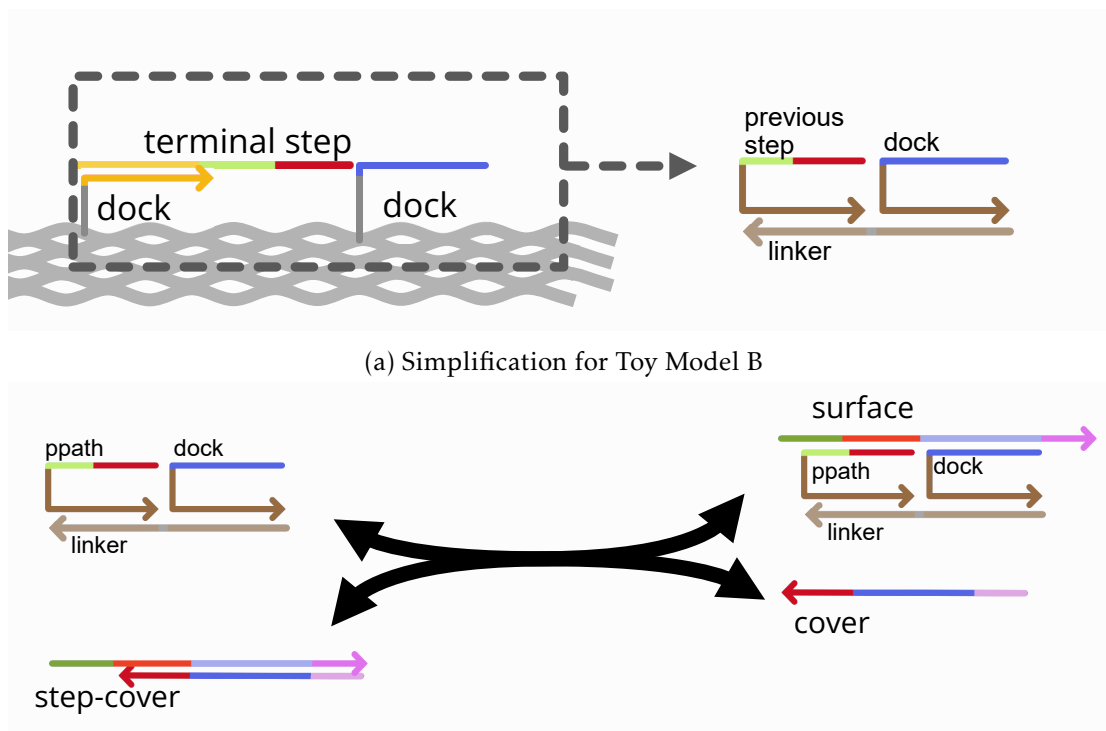 terminal step
dock
dock
previous
step
dock
linker
(a) Simplification for Toy Model B
ppath
dock
linker
step-cover
surface
ppath
dock
linker
cover